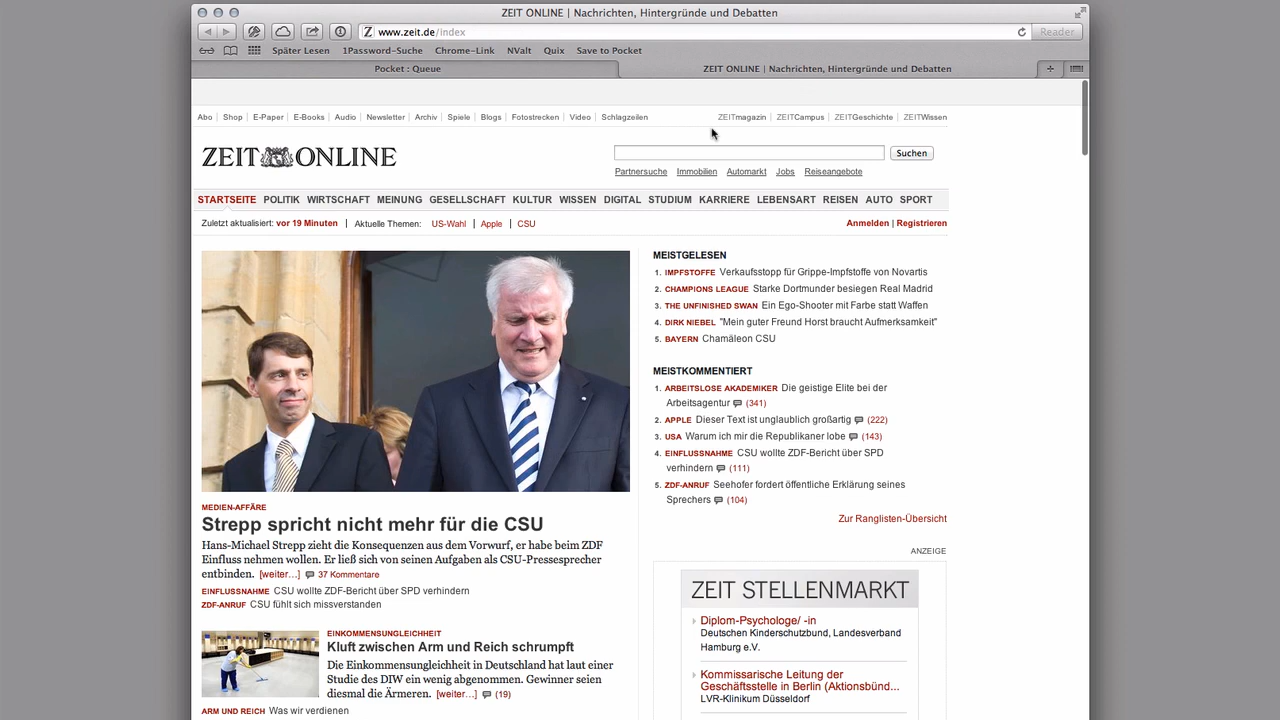 ZEIT ONLINE | Nachrichten, Hintergründe und Debatten
www.zeit.de/index
Reader
Später Lesen 1Password-Suche Chrome-Link NValt Quix Save to Pocket
Pocket : Queue
ZEIT ONLINE | Nachrichten, Hintergründe und Debatten
Abo | Shop | E-Paper | E-Books | Audio | Newsletter | Archiv | Spiele | Blogs | Fotostrecken | Video | Schlagzeilen
ZEITmagazin | ZEITCampus | ZEITGeschichte | ZEITWissen
ZEIT ONLINE
Suchen
Partnersuche Immobilien Automarkt Jobs Reiseangebote
STARTSEITE POLITIK WIRTSCHAFT MEINUNG GESELLSCHAFT KULTUR WISSEN DIGITAL STUDIUM KARRIERE LEBENSART REISEN AUTO SPORT
Zuletzt aktualisiert: vor 19 Minuten | Aktuelle Themen: US-Wahl | Apple | CSU
Anmelden | Registrieren
MEDIEN-AFFÄRE
Strepp spricht nicht mehr für die CSU
Hans-Michael Strepp zieht die Konsequenzen aus dem Vorwurf, er habe beim ZDF
Einfluss nehmen wollen. Er ließ sich von seinen Aufgaben als CSU-Pressesprecher
entbinden. [weiter…] 37 Kommentare
EINFLUSSNAHME CSU wollte ZDF-Bericht über SPD verhindern
ZDF-ANRUF CSU fühlt sich missverstanden
EINKOMMENSUNGLEICHHEIT
Kluft zwischen Arm und Reich schrumpft
Die Einkommensungleichheit in Deutschland hat laut einer
Studie des DIW ein wenig abgenommen. Gewinner seien
diesmal die Ärmeren. [weiter…] (19)
ARM UND REICH Was wir verdienen
MEISTGELESEN
1. IMPFSTOFFE Verkaufsstopp für Grippe-Impfstoffe von Novartis
2. CHAMPIONS LEAGUE Starke Dortmunder besiegen Real Madrid
3. THE UNFINISHED SWAN Ein Ego-Shooter mit Farbe statt Waffen
4. DIRK NIEBEL "Mein guter Freund Horst braucht Aufmerksamkeit"
5. BAYERN Chamäleon CSU
MEISTKOMMENTIERT
1. ARBEITSLOSE AKADEMIKER Die geistige Elite bei der
Arbeitsagentur (341)
2. APPLE Dieser Text ist unglaublich großartig (222)
3. USA Warum ich mir die Republikaner lobe (143)
4. EINFLUSSNAHME CSU wollte ZDF-Bericht über SPD
verhindern (111)
5. ZDF-ANRUF Seehofer fordert öffentliche Erklärung seines
Sprechers (104)
Zur Ranglisten-Übersicht
ANZEIGE
ZEIT STELLENMARKT
Diplom-Psychologe/ -in
Deutschen Kinderschutzbund, Landesverband
Hamburg e.V.
Kommissarische Leitung der
Geschäftsstelle in Berlin (Aktionsbünd...
LVR-Klinikum Düsseldorf